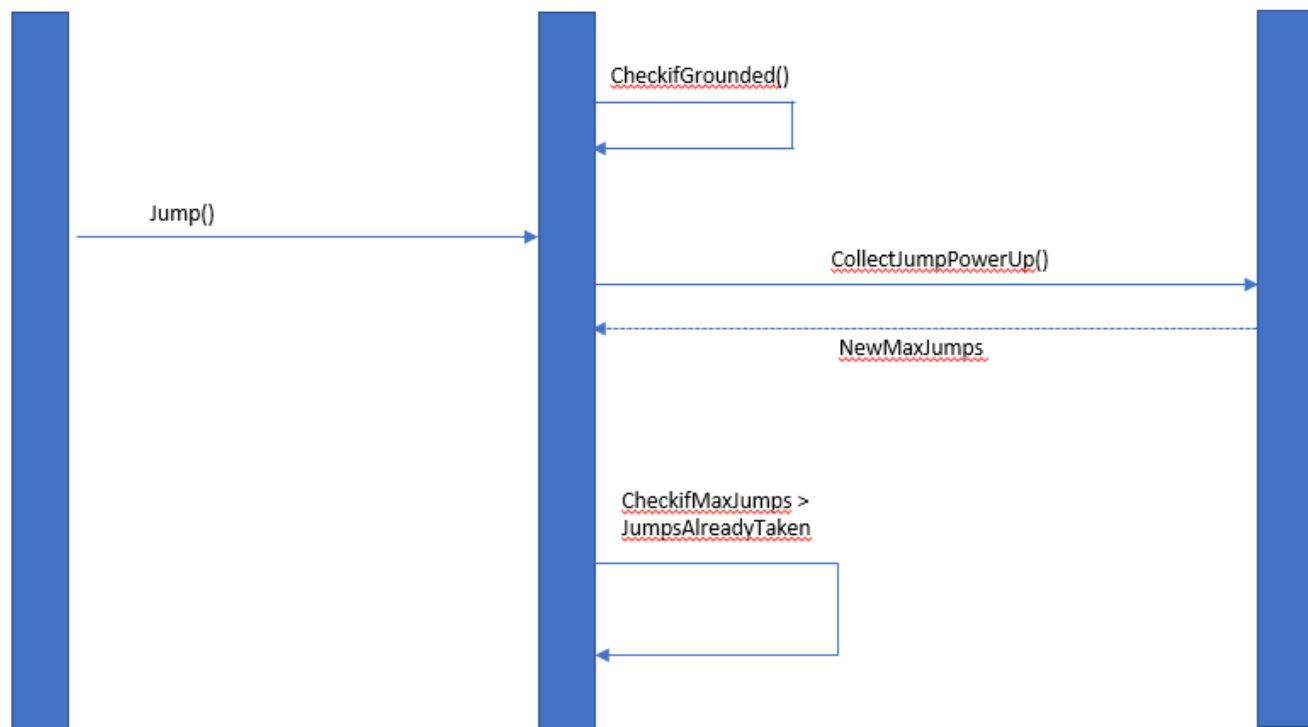 CheckifGrounded()
Jump()
CollectJumpPowerUp()
NewMaxJumps
CheckifMaxJumps >
JumpsAlreadyTaken